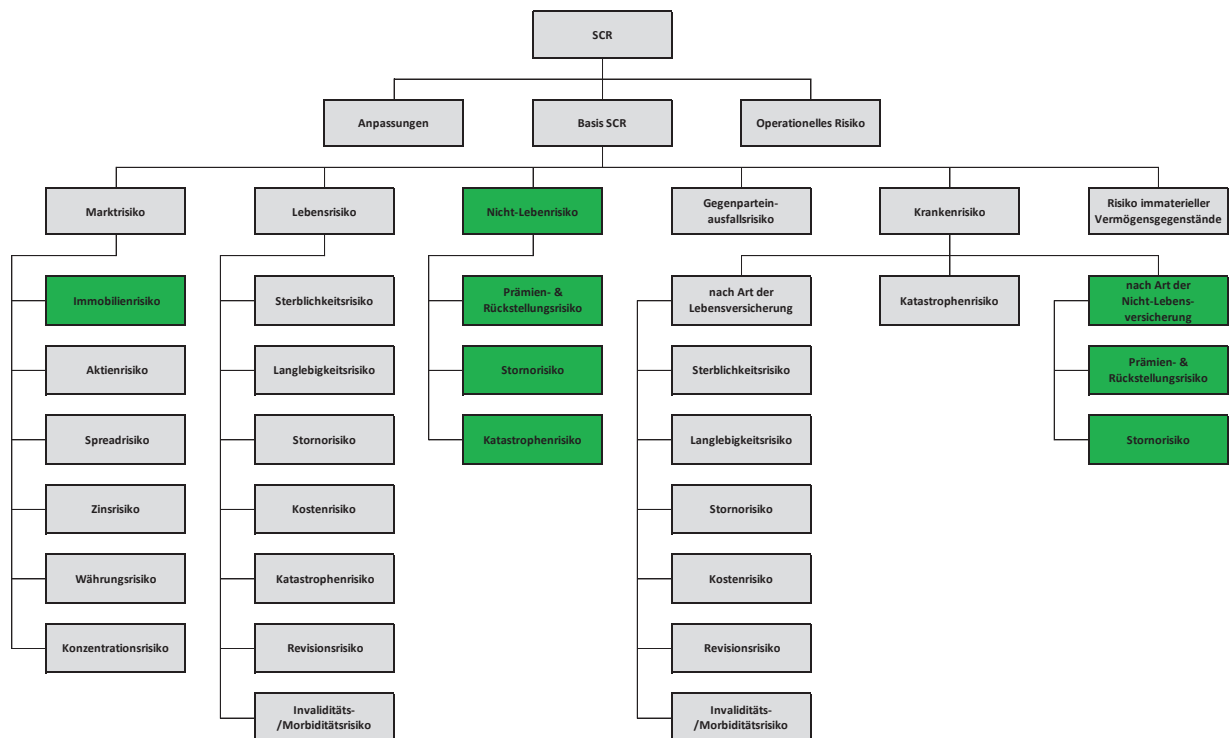 SCR
Anpassungen
Basis SCR
Operationelles Risiko
Marktrisiko
Lebensrisiko
Nicht-Lebenrisiko
Gegenpartein-
ausfallsrisiko
Krankenrisiko
Risiko immaterieller
Vermögensgegenstände
Immobilienrisiko
Sterblichkeitsrisiko
Prämien- &
Rückstellungsrisiko
nach Art der
Lebensversicherung
Katastrophenrisiko
nach Art der
Nicht-Lebens-
versicherung
Aktienrisiko
Langlebigkeitsrisiko
Stornorisiko
Sterblichkeitsrisiko
Prämien- &
Rückstellungsrisiko
Spreadrisiko
Stornorisiko
Katastrophenrisiko
Langlebigkeitsrisiko
Stornorisiko
Zinsrisiko
Kostenrisiko
Stornorisiko
Währungsrisiko
Katastrophenrisiko
Kostenrisiko
Konzentrationsrisiko
Revisionsrisiko
Revisionsrisiko
Invaliditäts-
/Morbiditätsrisiko
Invaliditäts-
/Morbiditätsrisiko